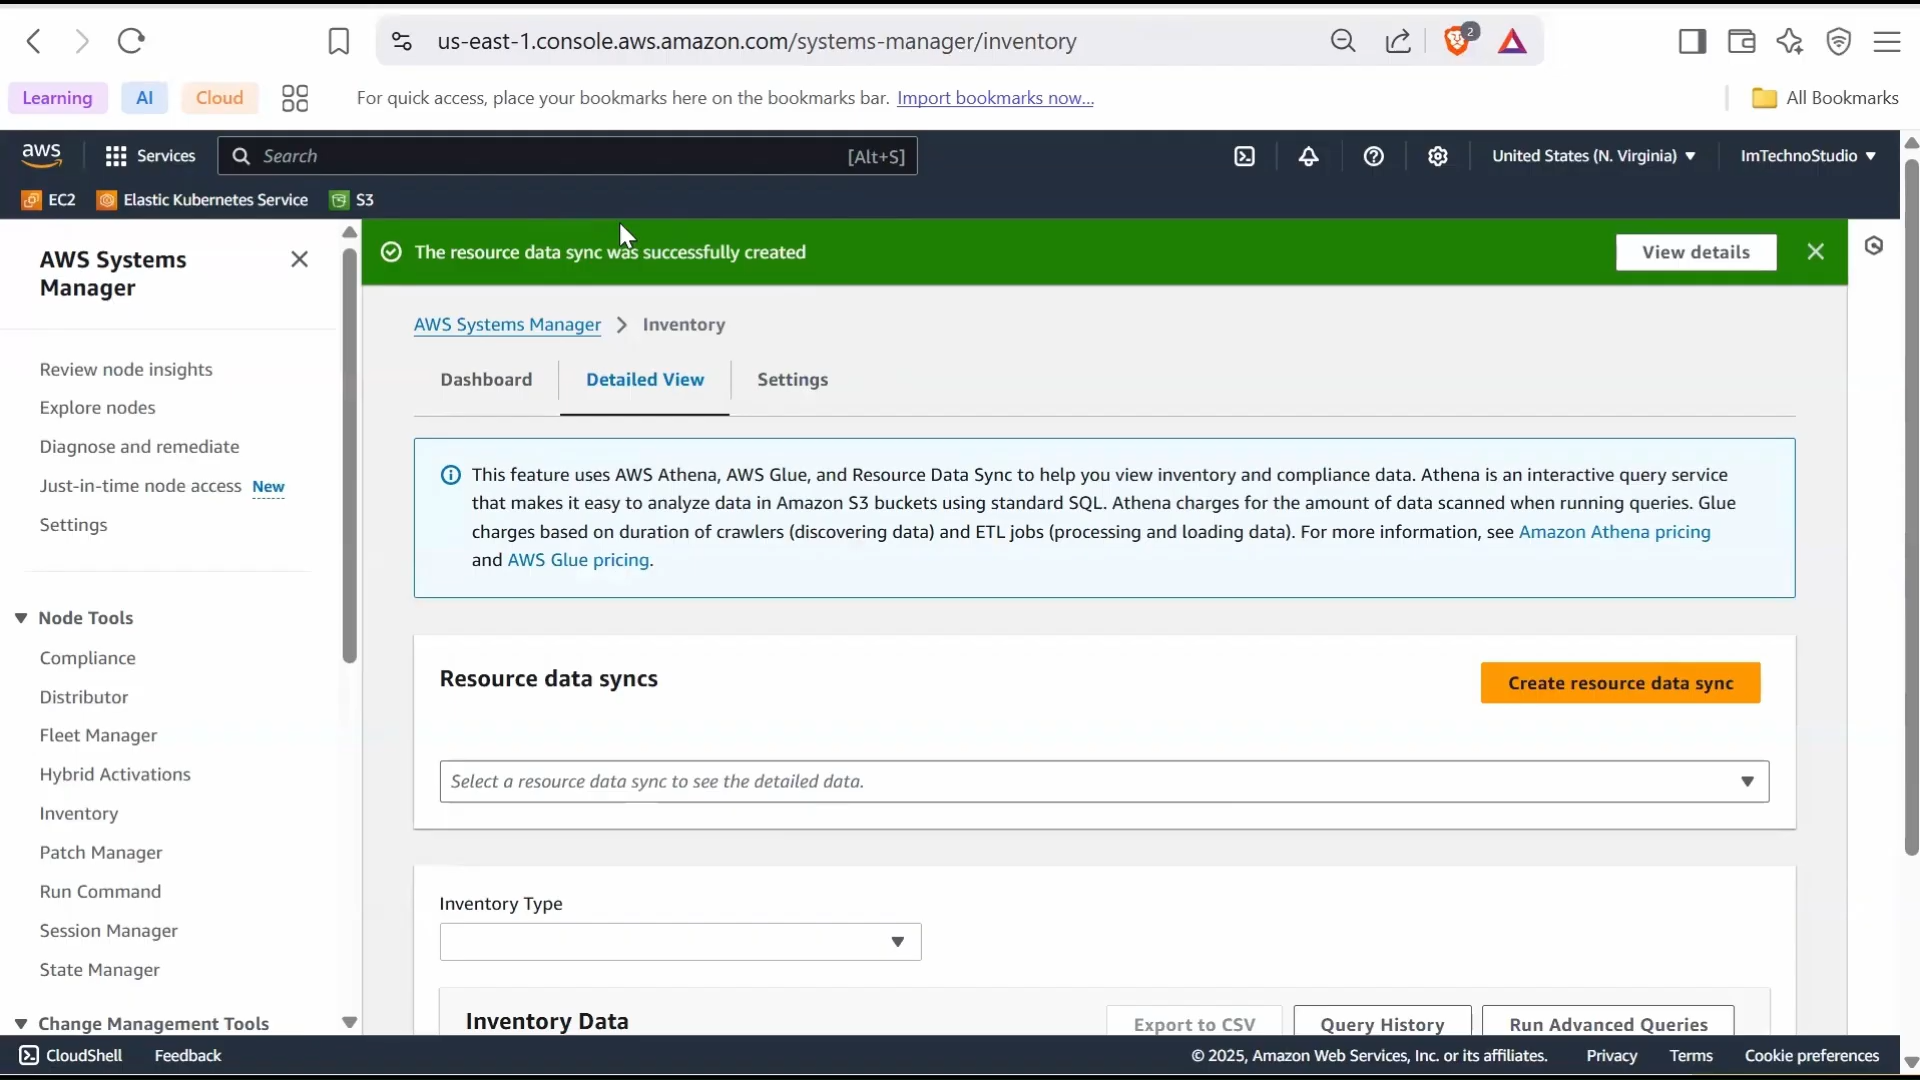 us-east-1.console.aws.amazon.com/systems-manager/inventory
2
Learning
AI
Cloud
For quick access, place your bookmarks here on the bookmarks bar. Import bookmarks now...
All Bookmarks
aws
Services
Search
[Alt+S]
United States (N. Virginia)
ImTechnoStudio
EC2
Elastic Kubernetes Service
S3
AWS Systems
Manager
Review node insights
Explore nodes
Diagnose and remediate
Just-in-time node access New
Settings
Node Tools
Compliance
Distributor
Fleet Manager
Hybrid Activations
Inventory
Patch Manager
Run Command
Session Manager
State Manager
Change Management Tools
The resource data sync was successfully created
View details
AWS Systems Manager
Inventory
Dashboard
Detailed View
Settings
This feature uses AWS Athena, AWS Glue, and Resource Data Sync to help you view inventory and compliance data. Athena is an interactive query service
that makes it easy to analyze data in Amazon S3 buckets using standard SQL. Athena charges for the amount of data scanned when running queries. Glue
charges based on duration of crawlers (discovering data) and ETL jobs (processing and loading data). For more information, see Amazon Athena pricing
and AWS Glue pricing.
Resource data syncs
Create resource data sync
Select a resource data sync to see the detailed data.
Inventory Type
Inventory Data
Export to CSV
Query History
Run Advanced Queries
CloudShell
Feedback
© 2025, Amazon Web Services, Inc. or its affiliates.
Privacy
Terms
Cookie preferences